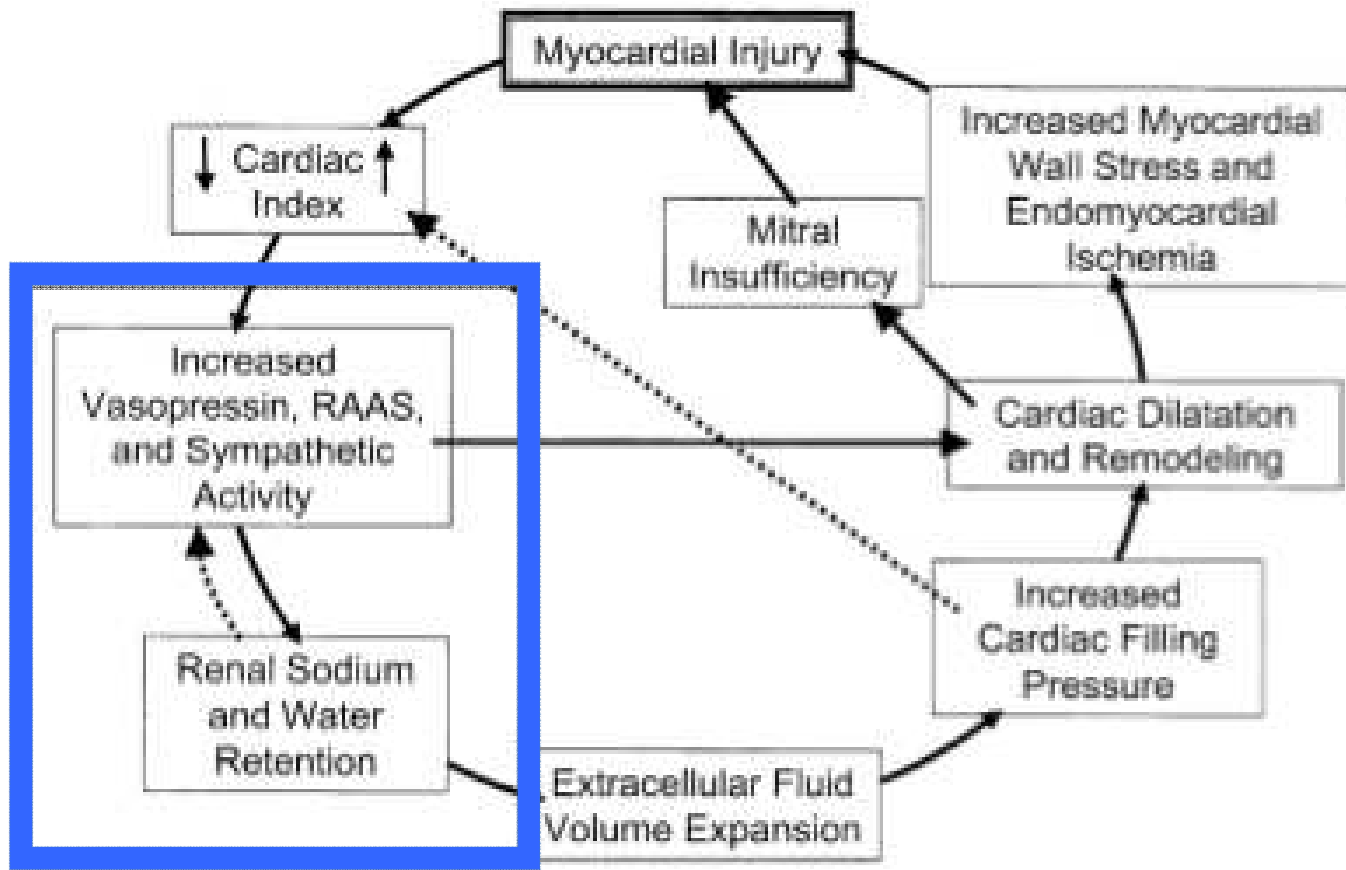 Myocardial Injury
Cardiac
Index
Increased Myocardial
Wall Stress and
Endomyocardial
Ischemia
Mitral
Insufficiency
Increased
Vasopressin, RAAS,
and Sympathetic
Activity
Cardiac Dilatation
and Remodeling
Increased
Cardiac Filling
Pressure
Renal Sodium
and Water
Retention
Extracellular Fluid
Volume Expansion